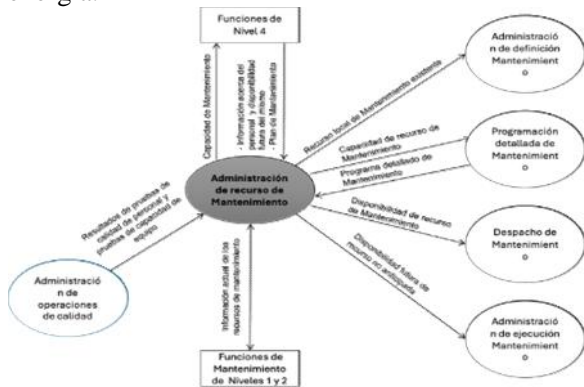 Funciones de
Nivel 4
Capacidad de Mantenimiento
- Información acerca del
personal y disponibilidad
futura del mismo
- Plan de Mantenimiento
Administració
n de definición
Mantenimient
o
Recurso local de Mantenimiento existente
Capacidad de recurso de
Mantenimiento
Programa detallado de
Mantenimiento
Programación
detallada de
Mantenimient
o
Administración
de recurso de
Mantenimiento
Disponibilidad de recurso
de Mantenimiento
Despacho de
Mantenimient
o
Resultados de pruebas de
calidad de personal y
pruebas de capacidad de
equipo
Disponibilidad futura de
recurso no anticipada
Administració
n de
operaciones
de calidad
Información actual de los
recursos de mantenimiento
Administració
n de ejecución
Mantenimient
o
Funciones de
Mantenimiento
de Niveles 1 y 2